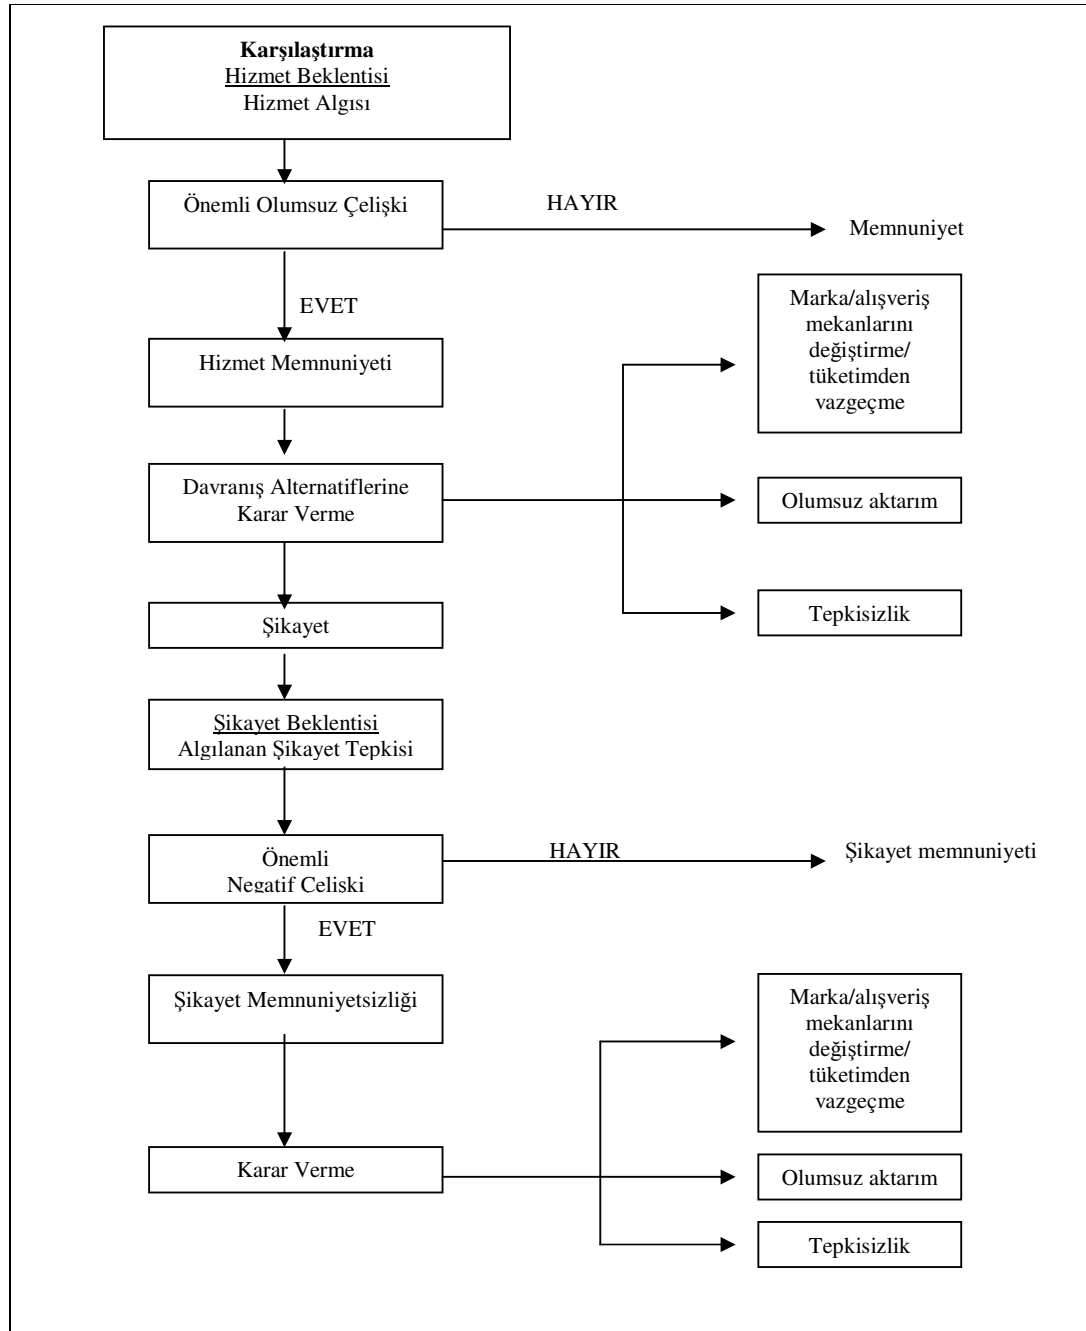 Karşılaştırma
Hizmet Beklentisi
Hizmet Algısı
Önemli Olumsuz Çelişki
HAYIR
Memnuniyet
EVET
Marka/alışveriş
mekanlarını
değiştirme/
tüketimden
vazgeçme
Hizmet Memnuniyeti
Davranış Alternatiflerine
Karar Verme
Olumsuz aktarım
Tepkisizlik
Şikayet
Şikayet Beklentisi
Algılanan Şikayet Tepkisi
Önemli
Negatif Çelişki
HAYIR
Şikayet memnuniyeti
EVET
Şikayet Memnuniyetsizliği
Marka/alışveriş
mekanlarını
değiştirme/
tüketimden
vazgeçme
Karar Verme
Olumsuz aktarım
Tepkisizlik